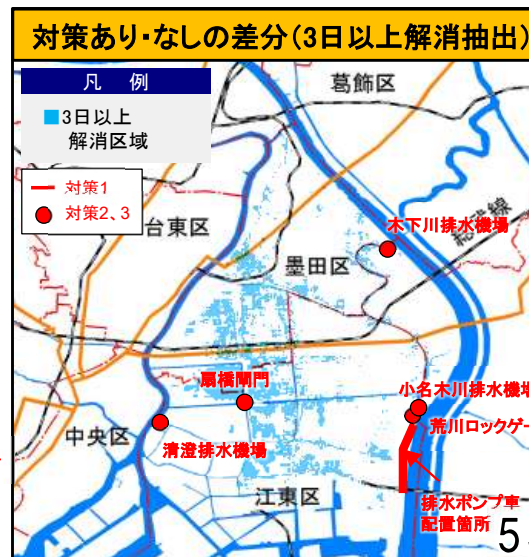 対策あり・なしの差分(3日以上解消抽出)
凡 例
3日以上
解消区域
対策1
対策2、3
葛飾区
台東区
総武線
木下川排水機場
墨田区
扇橋閘門
小名木川排水機場
荒川ロックゲー
中央区
清澄排水機場
排水ポンプ車
配置箇所
江東区
5